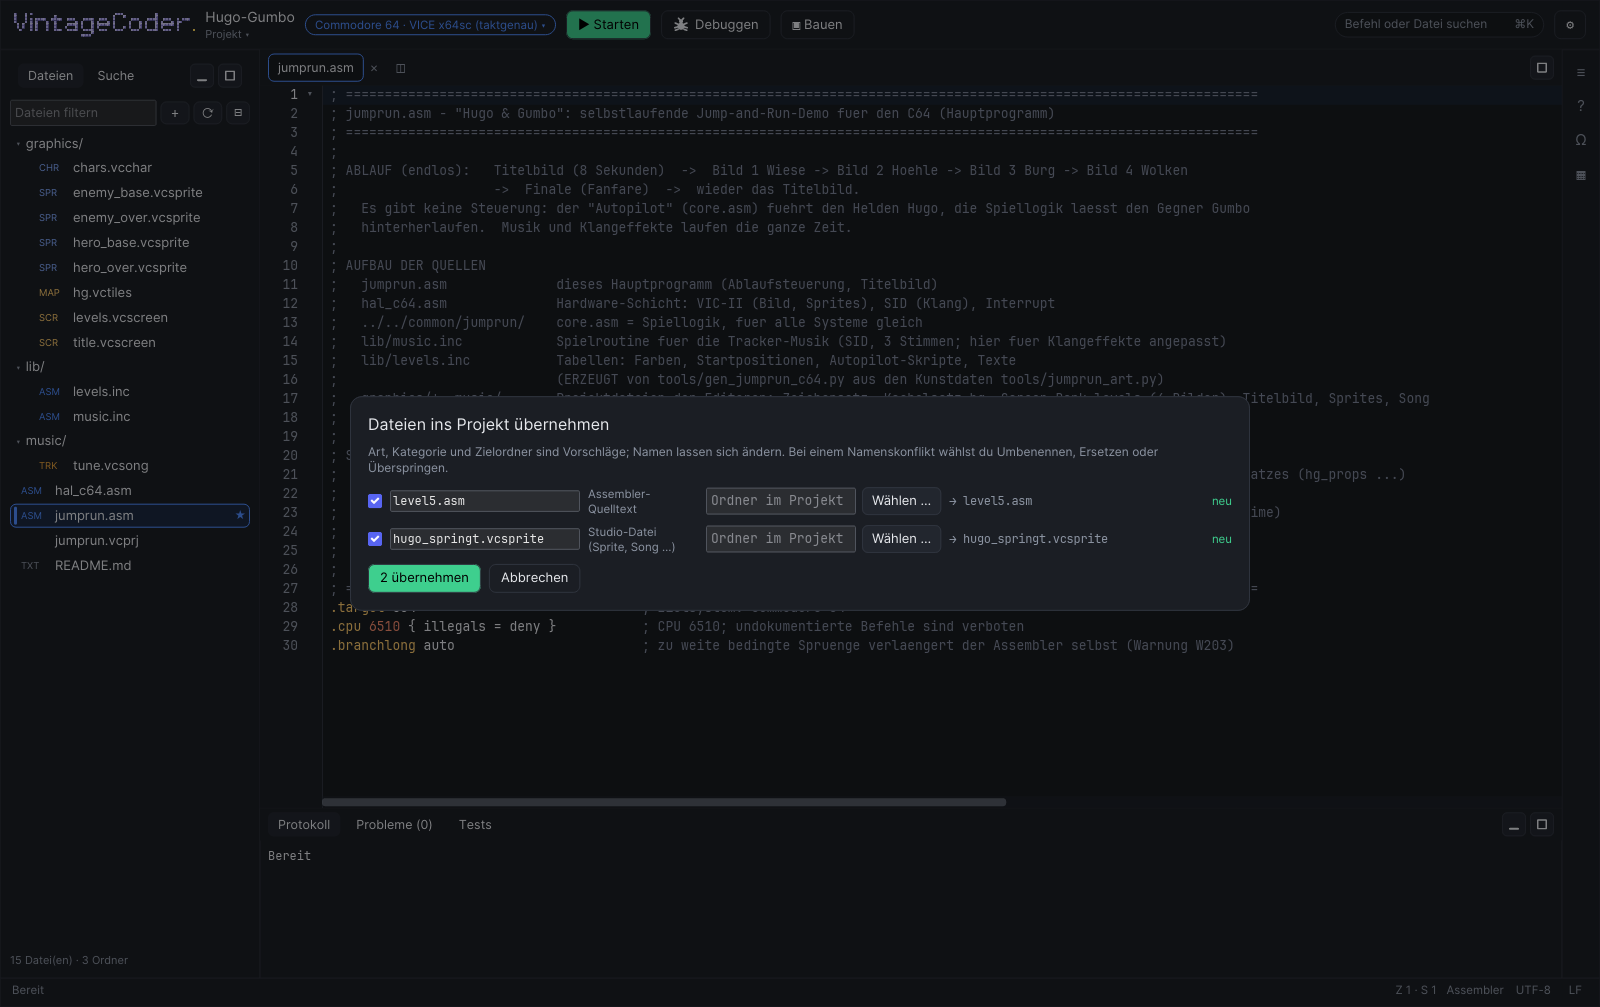 VintageCoder.
Hugo-Gumbo
Projekt
Commodore 64 · VICE x64sc (taktgenau)
Starten
Debuggen
Bauen
Befehl oder Datei suchen ⌘K
Dateien Suche
Dateien filtern
graphics/
CHR chars.vcchar
SPR enemy_base.vcsprite
SPR enemy_over.vcsprite
SPR hero_base.vcsprite
SPR hero_over.vcsprite
MAP hg.vctiles
SCR levels.vcscreen
SCR title.vcscreen
lib/
ASM levels.inc
ASM music.inc
music/
TRK tune.vcsong
ASM hal_c64.asm
ASM jumprun.asm ★
jumprun.vcprj
TXT README.md
15 Datei(en) · 3 Ordner
jumprun.asm ×
1 ; =====================================================================================================================
2 ; jumprun.asm - "Hugo & Gumbo": selbstlaufende Jump-and-Run-Demo fuer den C64 (Hauptprogramm)
3 ; =====================================================================================================================
4 ;
5 ; ABLAUF (endlos):   Titelbild (8 Sekunden)  ->  Bild 1 Wiese -> Bild 2 Hoehle -> Bild 3 Burg -> Bild 4 Wolken
6 ;                    ->  Finale (Fanfare)  ->  wieder das Titelbild.
7 ;   Es gibt keine Steuerung: der "Autopilot" (core.asm) fuehrt den Helden Hugo, die Spiellogik laesst den Gegner Gumbo
8 ;   hinterherlaufen.  Musik und Klangeffekte laufen die ganze Zeit.
9 ;
10 ; AUFBAU DER QUELLEN
11 ;   jumprun.asm              dieses Hauptprogramm (Ablaufsteuerung, Titelbild)
12 ;   hal_c64.asm              Hardware-Schicht: VIC-II (Bild, Sprites), SID (Klang), Interrupt
13 ;   ../../common/jumprun/    core.asm = Spiellogik, fuer alle Systeme gleich
14 ;   lib/music.inc            Spielroutine fuer die Tracker-Musik (SID, 3 Stimmen; hier fuer Klangeffekte angepasst)
15 ;   lib/levels.inc           Tabellen: Farben, Startpositionen, Autopilot-Skripte, Texte
16 ;                            (ERZEUGT von tools/gen_jumprun_c64.py aus den Kunstdaten tools/jumprun_art.py)
17 ; Titelbild, Sprites, Song
18 ;
19 ;
20 ; S
21 ; atzes (hg_props ...)
22 ;
23 ; ime)
24 ;
25 ;
26 ;
27 ; =
28 .target
29 .cpu 6510 { illegals = deny }           ; CPU 6510; undokumentierte Befehle sind verboten
30 .branchlong auto                        ; zu weite bedingte Spruenge verlaengert der Assembler selbst (Warnung W203)
Dateien ins Projekt übernehmen
Art, Kategorie und Zielordner sind Vorschläge; Namen lassen sich ändern. Bei einem Namenskonflikt wählst du Umbenennen, Ersetzen oder
Überspringen.
level5.asm Assembler-
Quelltext Ordner im Projekt Wählen ... → level5.asm neu
hugo_springt.vcsprite Studio-Datei
(Sprite, Song ...) Ordner im Projekt Wählen ... → hugo_springt.vcsprite neu
2 übernehmen Abbrechen
Protokoll Probleme (0) Tests
Bereit
Bereit
Z 1 · S 1 Assembler UTF-8 LF